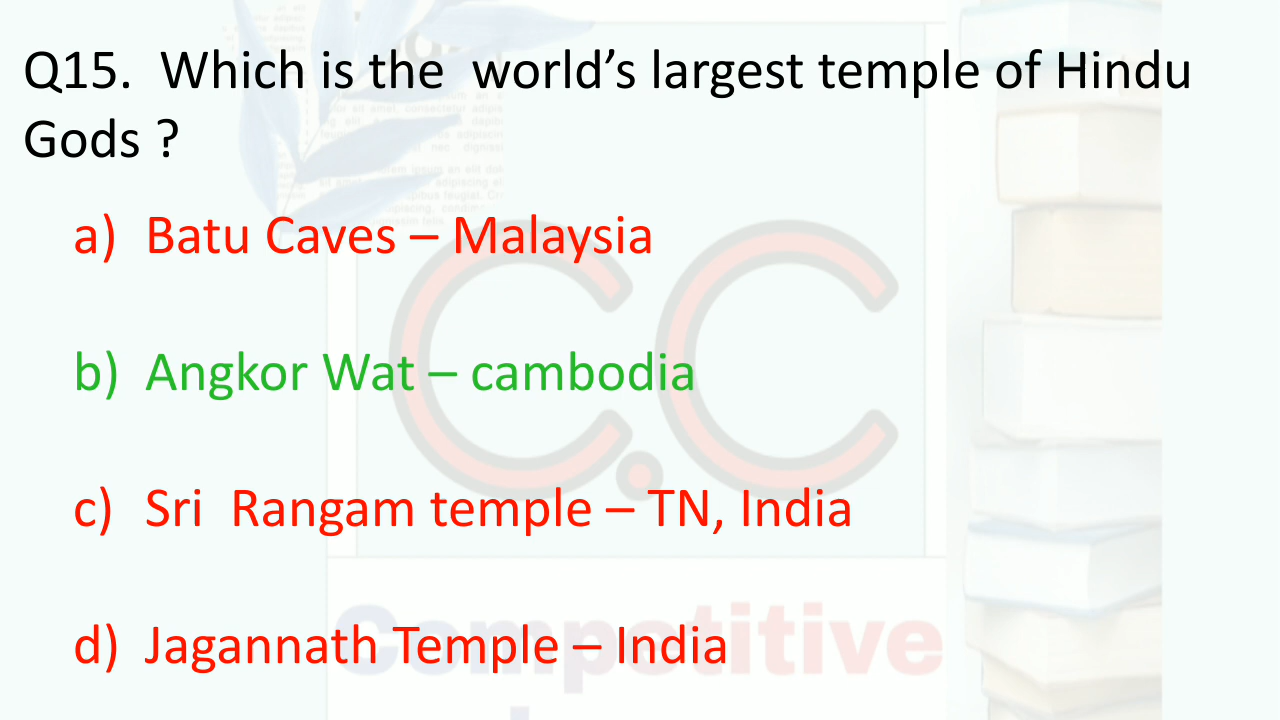 Q15.  Which is the  world’s largest temple of Hindu
Gods ?
a)  Batu Caves – Malaysia
b)  Angkor Wat – cambodia
c)  Sri  Rangam temple – TN, India
d)  Jagannath Temple – India
C.C
Competitive